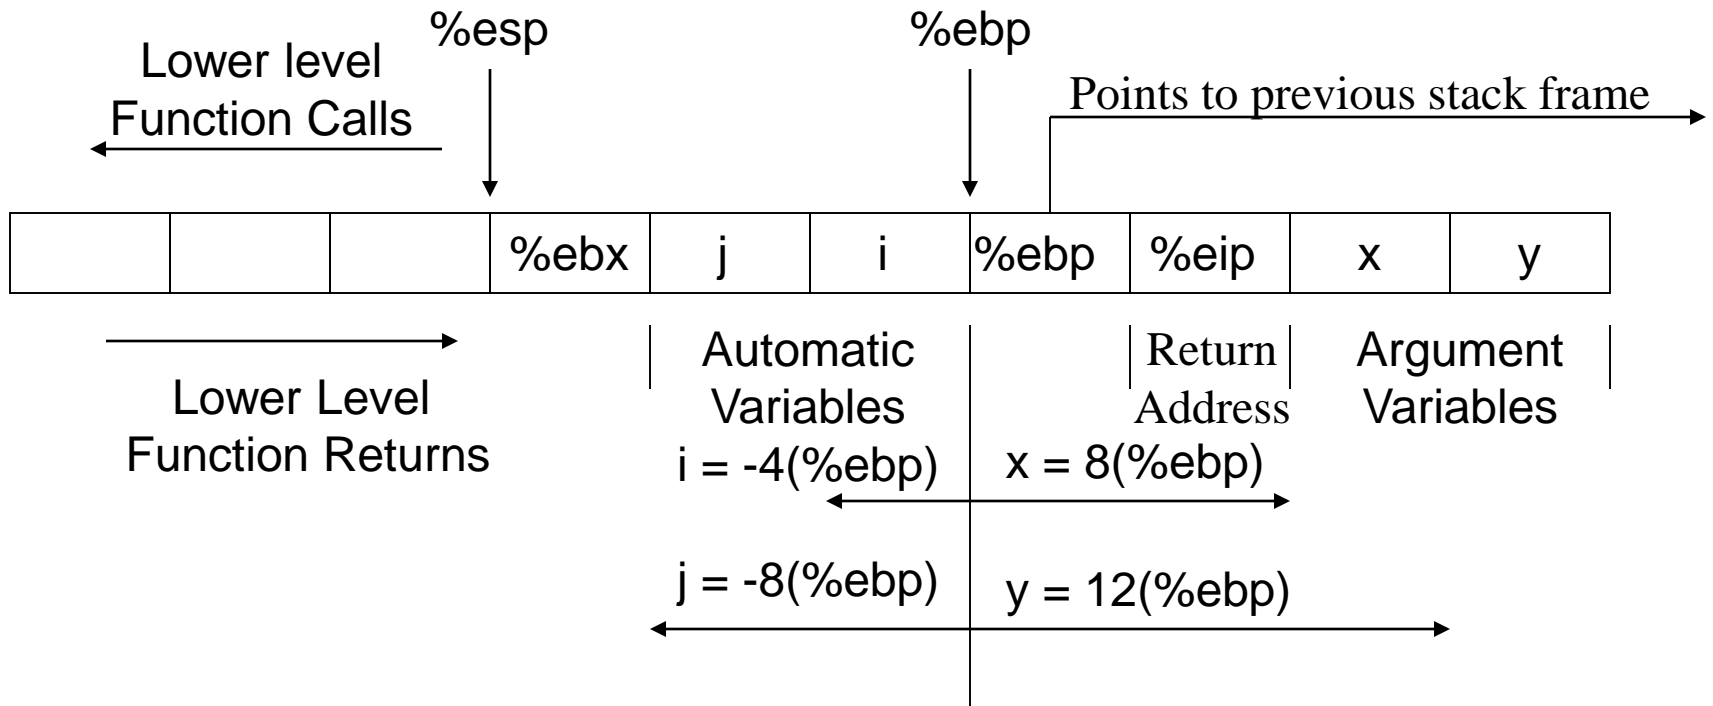 %esp
%ebp
Lower level
Function Calls
Points to previous stack frame
%ebx j i %ebp %eip x y
Lower Level
Function Returns
Automatic
Variables
Return
Address
Argument
Variables
i = -4(%ebp)
x = 8(%ebp)
j = -8(%ebp)
y = 12(%ebp)